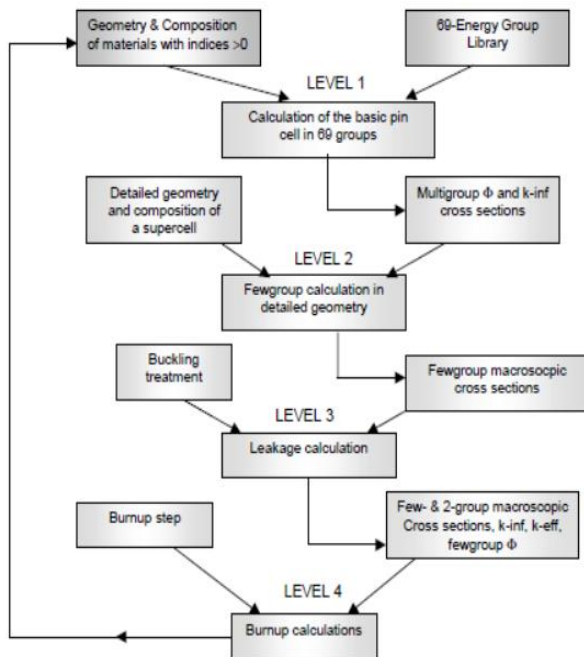 Geometry & Composition
of materials with indices >0
69-Energy Group
Library
LEVEL 1
Calculation of the basic pin
cell in 69 groups
Detailed geometry
and composition of
a supercell
Multigroup Φ and k-inf
cross sections
LEVEL 2
Fewgroup calculation in
detailed geometry
Buckling
treatment
Fewgroup macrosocpic
cross sections
LEVEL 3
Leakage calculation
Burnup step
Few- & 2-group macroscopic
Cross sections, k-inf, k-eff,
fewgroup Φ
LEVEL 4
Burnup calculations